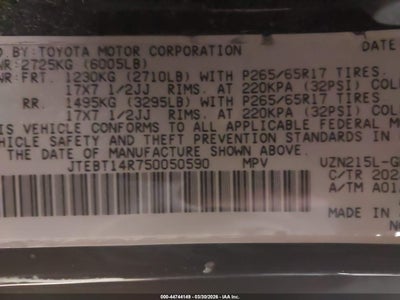 D BY:TOYOTA MOTOR CORPORATION DATE
WR:2725KG (6005LB)
WR:FRT. 1230KG (2710LB) WITH P265/65R17 TIRES.
17X7 1/2JJ RIMS. AT 220KPA (32PSI) COL
RR. 1495KG (3295LB) WITH P265/65R17 TIRES.
17X7 1/2JJ RIMS. AT 220KPA (32PSI) COL
IS VEHICLE CONFORMS TO ALL APPLICABLE FEDERAL M
HICLE SAFETY AND THEFT PREVENTION STANDARDS IN
THE DATE OF MANUFACTURE SHOWN ABOVE.
JTEBT14R750050590 MPV UZN215L-G
C/TR 202
A/TM A01
MADE IN
000-44744149 - 03/30/2026 - IAA Inc.